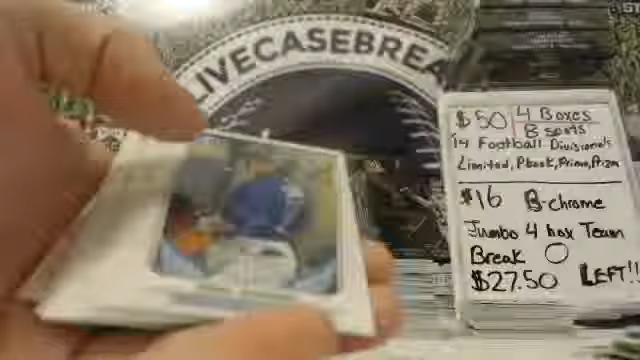 LIVECASEBREA
$50 4 Boxes
8 spots
14 Football Divisionals
Limited, Pbook, Prime, Prizm
$16 B-chrome
Jumbo 4 box Team
Break O
$27.50 LEFT!!